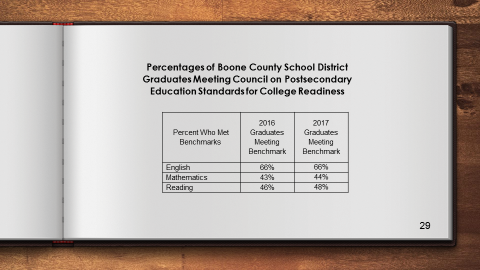 Percentages of Boone County School District
Graduates Meeting Council on Postsecondary
Education Standards for College Readiness
Percent Who Met
Benchmarks
2016
Graduates
Meeting
Benchmark
2017
Graduates
Meeting
Benchmark
English 66% 66%
Mathematics 43% 44%
Reading 46% 48%
29